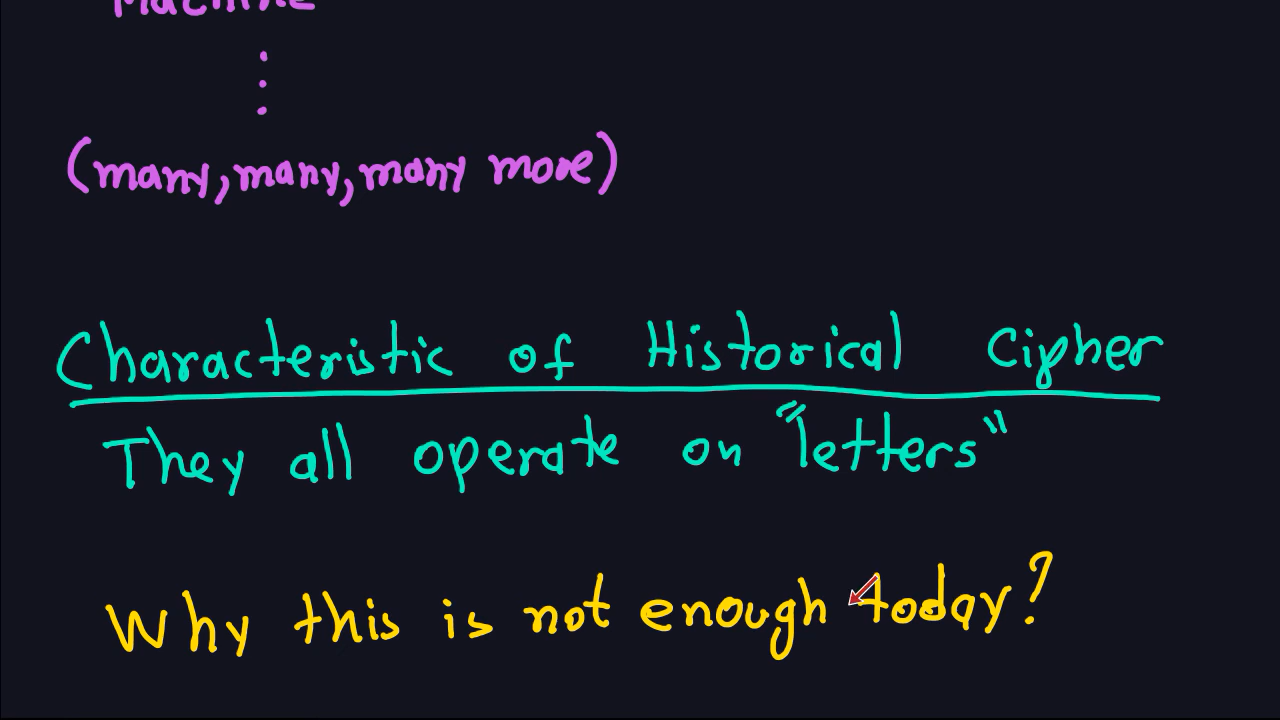 Machine
(many, many, many more)
Characteristic of Historical Cipher
They all operate on "letters"
Why this is not enough today?